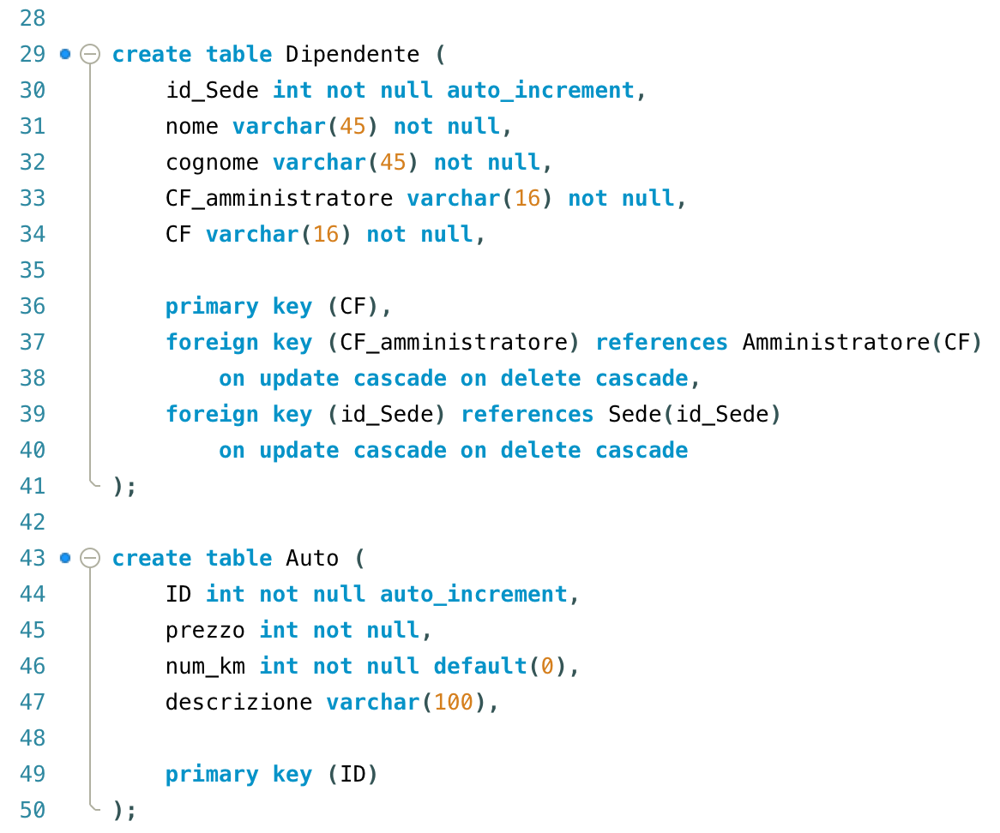 28
29 create table Dipendente (
30 id_Sede int not null auto_increment,
31 nome varchar(45) not null,
32 cognome varchar(45) not null,
33 CF_amministratore varchar(16) not null,
34 CF varchar(16) not null,
35
36 primary key (CF),
37 foreign key (CF_amministratore) references Amministratore(CF)
38 on update cascade on delete cascade,
39 foreign key (id_Sede) references Sede(id_Sede)
40 on update cascade on delete cascade
41 );
42
43 create table Auto (
44 ID int not null auto_increment,
45 prezzo int not null,
46 num_km int not null default(0),
47 descrizione varchar(100),
48
49 primary key (ID)
50 );